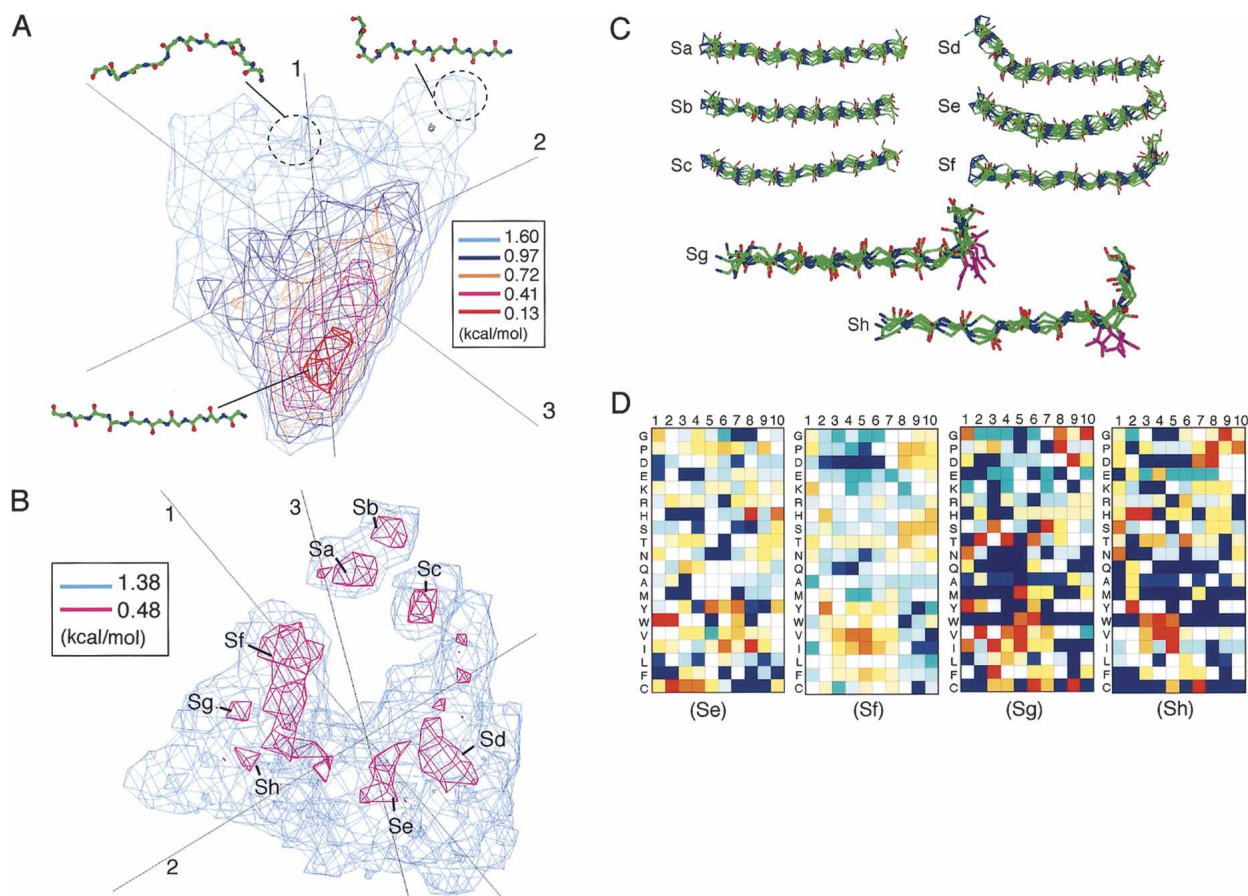 A
1
2
1.60
0.97
0.72
0.41
0.13
(kcal/mol)
3
B
1
3
Sb
Sa
Sc
1.38
0.48
(kcal/mol)
Sf
Sg
Sd
Sh
Se
2
C
Sa
Sd
Sb
Se
Sc
Sf
Sg
Sh
D
1 2 3 4 5 6 7 8 9 10
1 2 3 4 5 6 7 8 9 10
1 2 3 4 5 6 7 8 9 10
1 2 3 4 5 6 7 8 9 10
G G G G
P P P P
D D D D
E E E E
K K K K
R R R R
H H H H
S S S S
T T T T
N N N N
Q Q Q Q
A A A A
M M M M
Y Y Y Y
W W W W
V V V V
I I I I
L L L L
F F F F
C C C C
(Se)
(Sf)
(Sg)
(Sh)